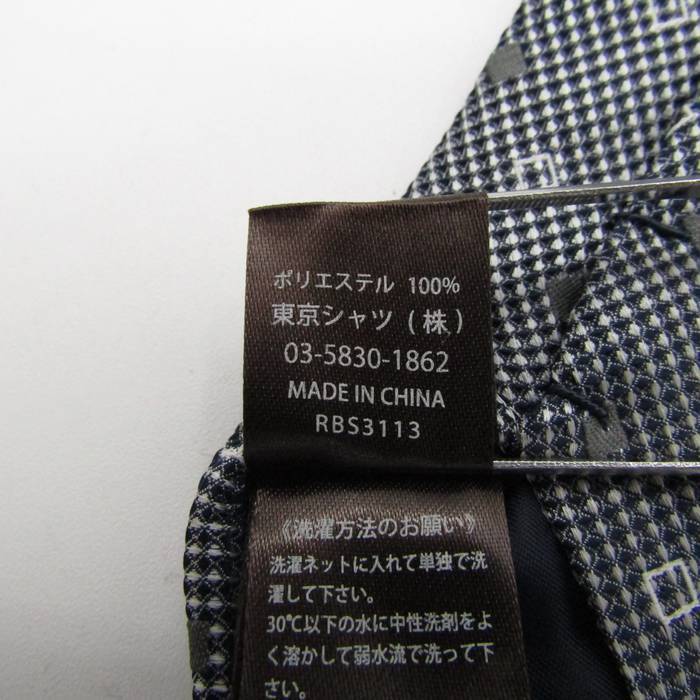 ポリエステル 100%
東京シャツ (株)
03-5830-1862
MADE IN CHINA
RBS3113
《洗濯方法のお願い》
洗濯ネットに入れて単独で洗
濯して下さい。
30℃以下の水に中性洗剤をよ
く溶かして弱水流で洗って下
さい。